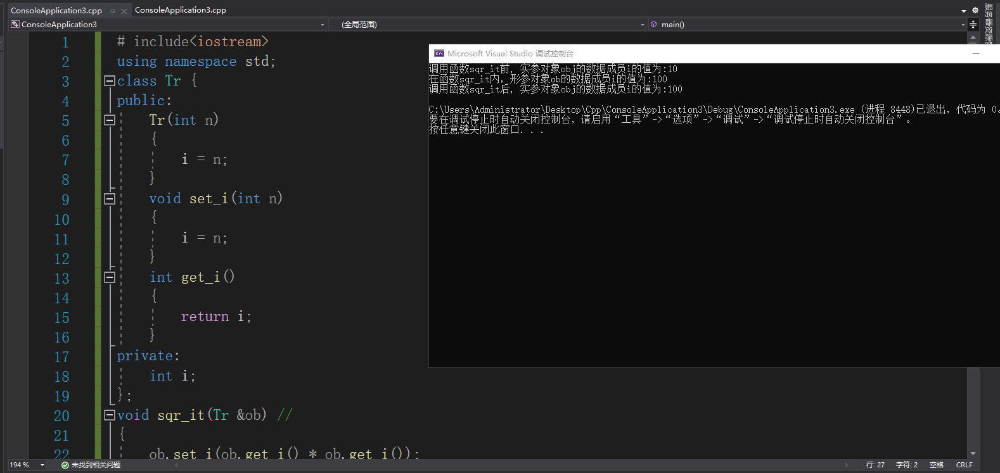 ConsoleApplication3.cpp
ConsoleApplication3.cpp
ConsoleApplication3
(全局范围)
main()
1 # include<iostream>
2 using namespace std;
3 class Tr {
4 public:
5 Tr(int n)
6 {
7 i = n;
8 }
9 void set_i(int n)
10 {
11 i = n;
12 }
13 int get_i()
14 {
15 return i;
16 }
17 private:
18 int i;
19 };
20 void sqr_it(Tr &ob) //
21 {
22 ob.set_i(ob.get_i() * ob.get_i());
Microsoft Visual Studio 调试控制台
调用函数sqr_it前, 实参对象obj的数据成员i的值为:10
在函数sqr_it内, 形参对象ob的数据成员i的值为:100
调用函数sqr_it后, 实参对象obj的数据成员i的值为:100
C:\Users\Administrator\Desktop\Cpp\ConsoleApplication3\Debug\ConsoleApplication3.exe (进程 8448)已退出，代码为 0。
要在调试停止时自动关闭控制台，请启用“工具”->“选项”->“调试”->“调试停止时自动关闭控制台”。
按任意键关闭此窗口. . .
服务器资源管
194 %
未找到相关问题
行: 27
字符: 2
空格
CRLF